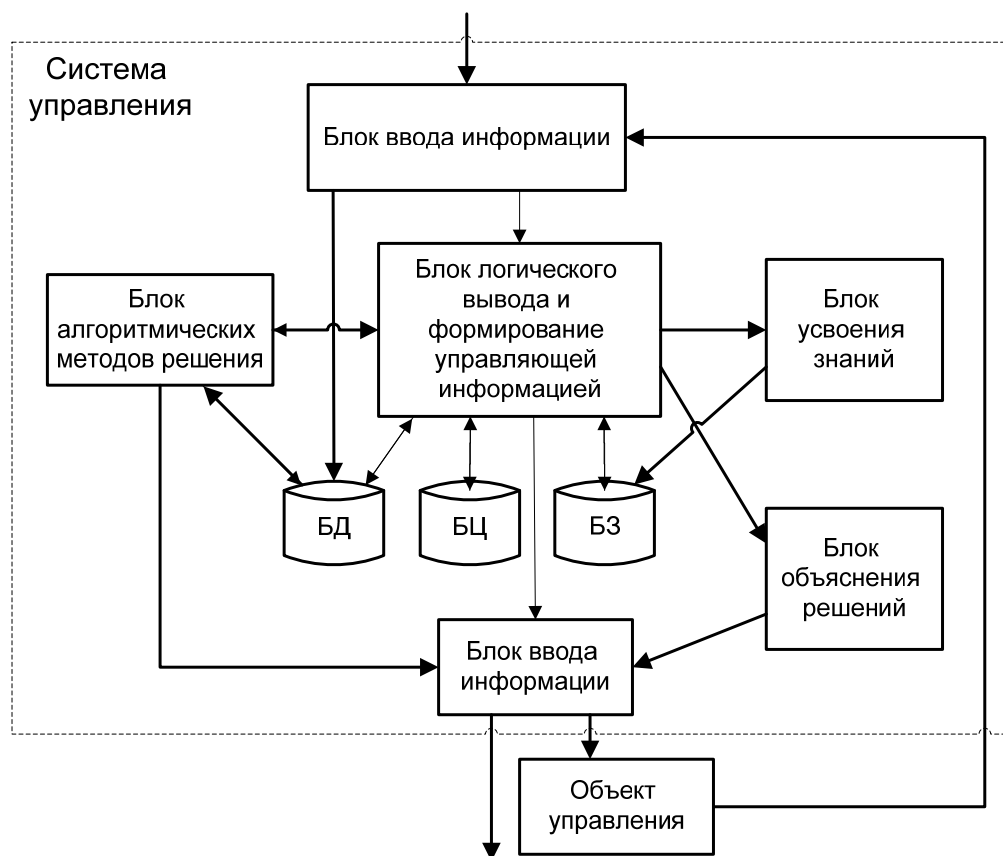 Система
управления
Блок ввода информации
Блок логического
вывода и
формирование
управляющей
информацией
Блок
алгоритмических
методов решения
Блок
усвоения
знаний
БД
БЦ
БЗ
Блок
объяснения
решений
Блок ввода
информации
Объект
управления